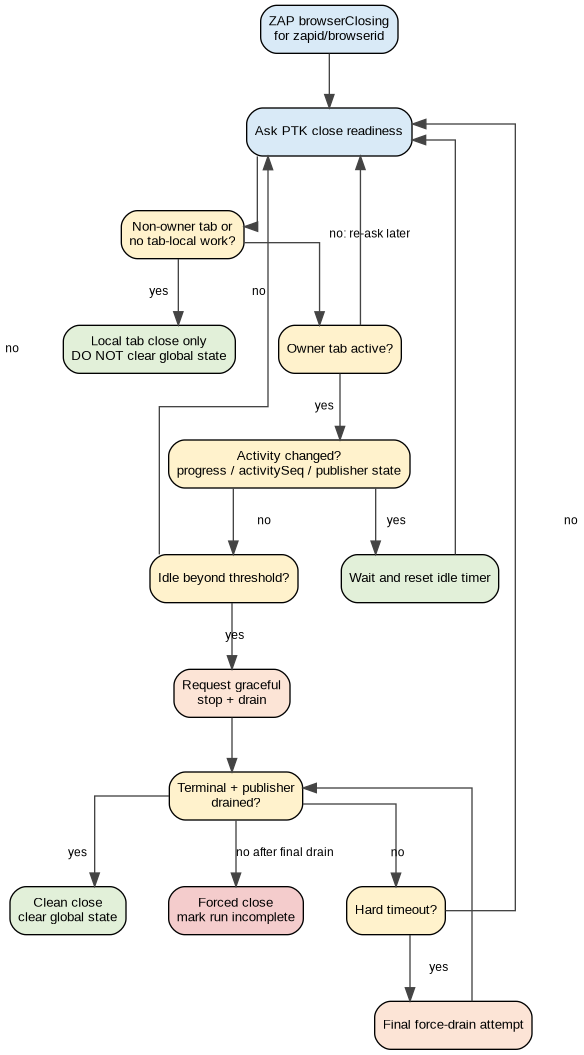 ZAP browserClosing
for zapid/browserid
Ask PTK close readiness
Non-owner tab or
no tab-local work?
no: re-ask later
yes
no
Local tab close only
DO NOT clear global state
no
Owner tab active?
yes
Activity changed?
progress / activitySeq / publisher state
no
yes
no
Idle beyond threshold?
Wait and reset idle timer
yes
Request graceful
stop + drain
Terminal + publisher
drained?
yes
no after final drain
no
Clean close
clear global state
Forced close
mark run incomplete
Hard timeout?
yes
Final force-drain attempt